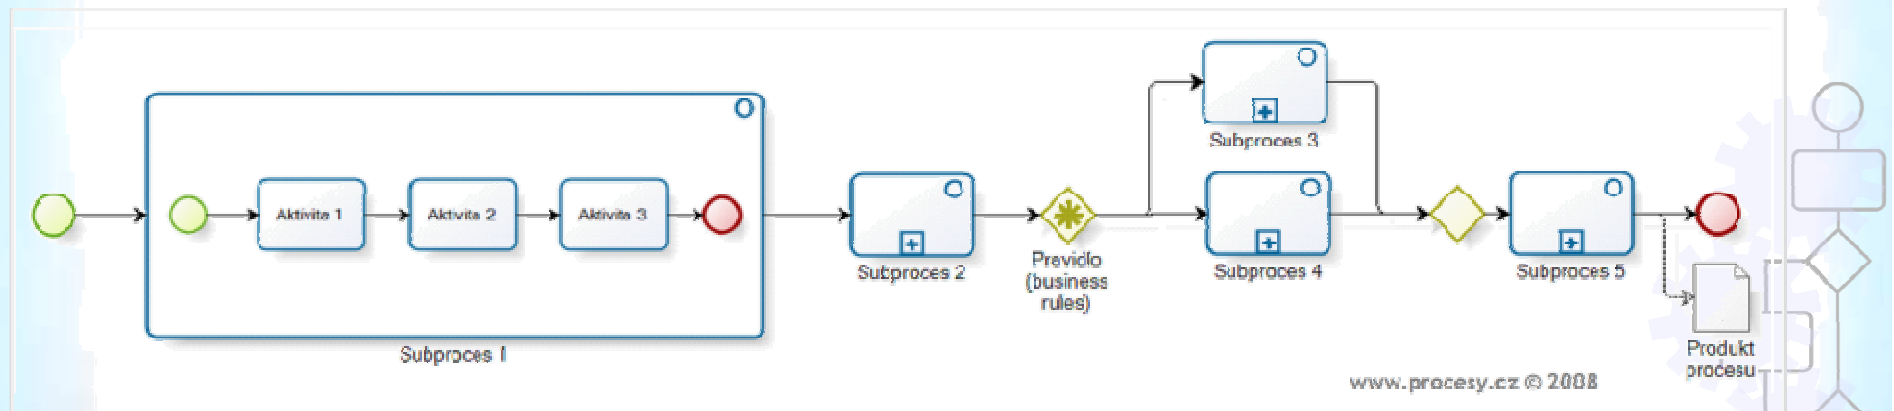 Aktivita 1
Aktivita 2
Aktivita 3
Subproces 1
Subproces 2
Previdlo
(business
rules)
Subproces 3
Subproces 4
Subproces 5
Produkt
procesu
www.procesy.cz © 2008